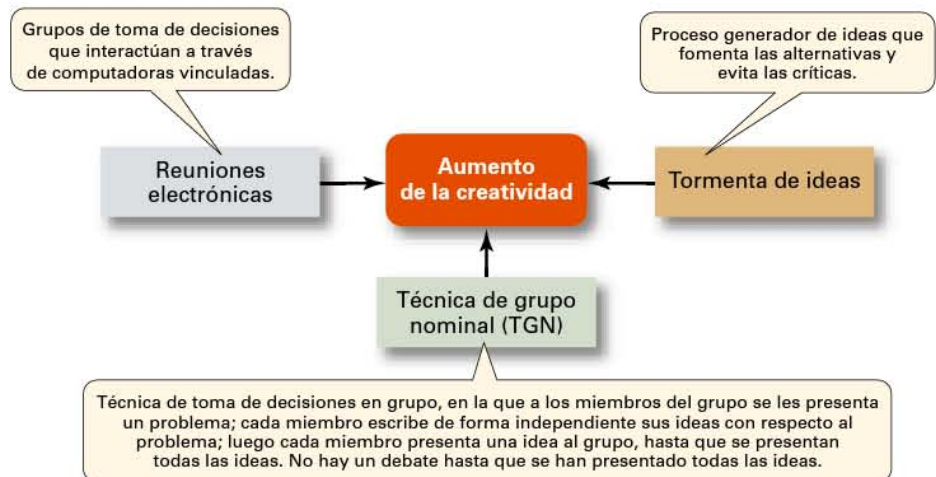 Grupos de toma de decisiones
que interactúan a través
de computadoras vinculadas.
Proceso generador de ideas que
fomenta las alternativas y
evita las críticas.
Reuniones
electrónicas
Aumento
de la creatividad
Tormenta de ideas
Técnica de grupo
nominal (TGN)
Técnica de toma de decisiones en grupo, en la que a los miembros del grupo se les presenta
un problema; cada miembro escribe de forma independiente sus ideas con respecto al
problema; luego cada miembro presenta una idea al grupo, hasta que se presentan
todas las ideas. No hay un debate hasta que se han presentado todas las ideas.